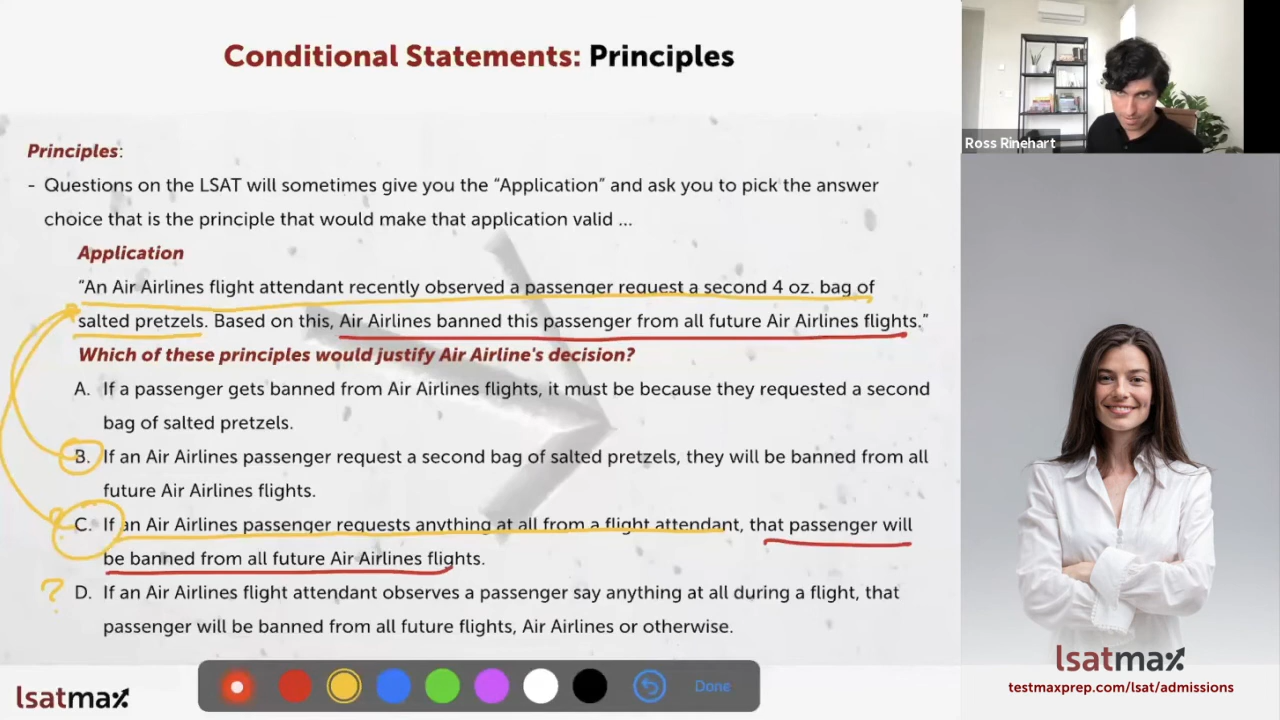 Conditional Statements: Principles
Ross Rinehart
Principles:
- Questions on the LSAT will sometimes give you the “Application” and ask you to pick the answer
choice that is the principle that would make that application valid ...
Application
“An Air Airlines flight attendant recently observed a passenger request a second 4 oz. bag of
salted pretzels. Based on this, Air Airlines banned this passenger from all future Air Airlines flights.”
Which of these principles would justify Air Airline's decision?
A. If a passenger gets banned from Air Airlines flights, it must be because they requested a second
bag of salted pretzels.
B. If an Air Airlines passenger request a second bag of salted pretzels, they will be banned from all
future Air Airlines flights.
C. If an Air Airlines passenger requests anything at all from a flight attendant, that passenger will
be banned from all future Air Airlines flights.
? D. If an Air Airlines flight attendant observes a passenger say anything at all during a flight, that
passenger will be banned from all future flights, Air Airlines or otherwise.
Done
lsatmax
lsatmax
testmaxprep.com/lsat/admissions